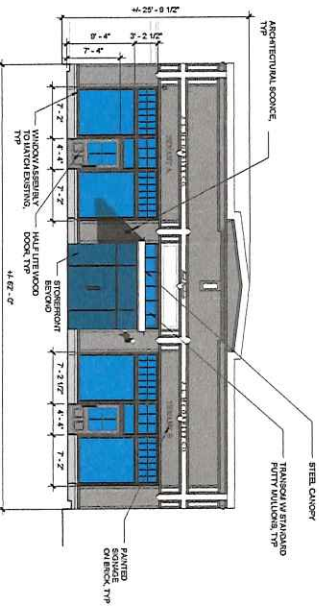 +/- 25' - 9 1/2"
9' - 4"
3' - 2 1/2"
7' - 4"
ARCHITECTURAL SCONCE,
TYP
STEEL CANOPY
TRANSOM W/ STANDARD
PUTTY MULLIONS, TYP
TENANT A
7' - 2"
4' - 4"
7' - 2"
7' - 2 1/2"
4' - 4"
7' - 2"
WINDOW ASSEMBLY
TO MATCH EXISTING,
TYP
HALF LITE WOOD
DOOR, TYP
STOREFRONT
BEYOND
PAINTED
SIGNAGE
ON BRICK, TYP
+/- 62' - 0"